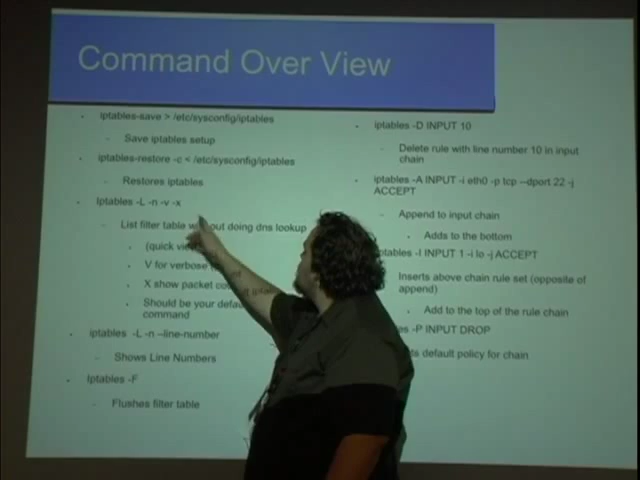 Command Over View
iptables-save > /etc/sysconfig/iptables
Save iptables setup
iptables-restore -c < /etc/sysconfig/iptables
Restores iptables
Iptables -L -n -v -x
List filter table without doing dns lookup
(quick
V for verbose
X show packet
Should be your
command
iptables -L -n --line-number
Shows Line Numbers
Iptables -F
Flushes filter table
iptables -D INPUT 10
Delete rule with line number 10 in input
chain
iptables -A INPUT -i eth0 -p tcp --dport 22 -j
ACCEPT
Append to input chain
Adds to the bottom
-I INPUT 1 -i lo -j ACCEPT
Inserts above chain rule set (opposite of
append)
Add to the top of the rule chain
-P INPUT DROP
default policy for chain